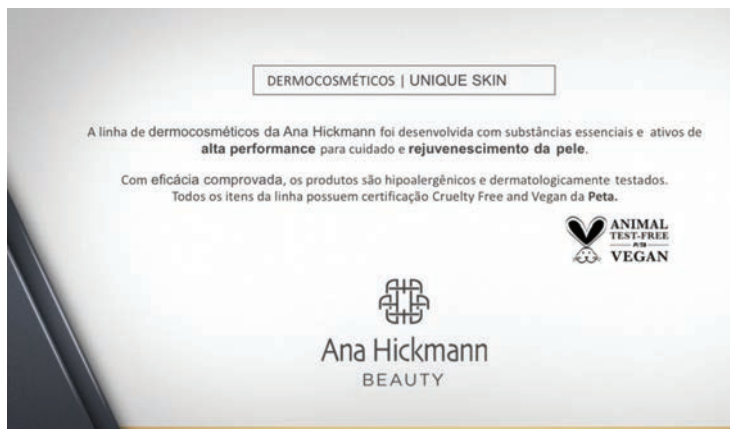 DERMOCOSMÉTICOS | UNIQUE SKIN
A linha de dermocosméticos da Ana Hickmann foi desenvolvida com substâncias essenciais e ativos de
alta performance para cuidado e rejuvenescimento da pele.
Com eficácia comprovada, os produtos são hipoalergênicos e dermatologicamente testados.
Todos os itens da linha possuem certificação Cruelty Free and Vegan da Peta.
ANIMAL
TEST-FREE
PETA
VEGAN
Ana Hickmann
BEAUTY